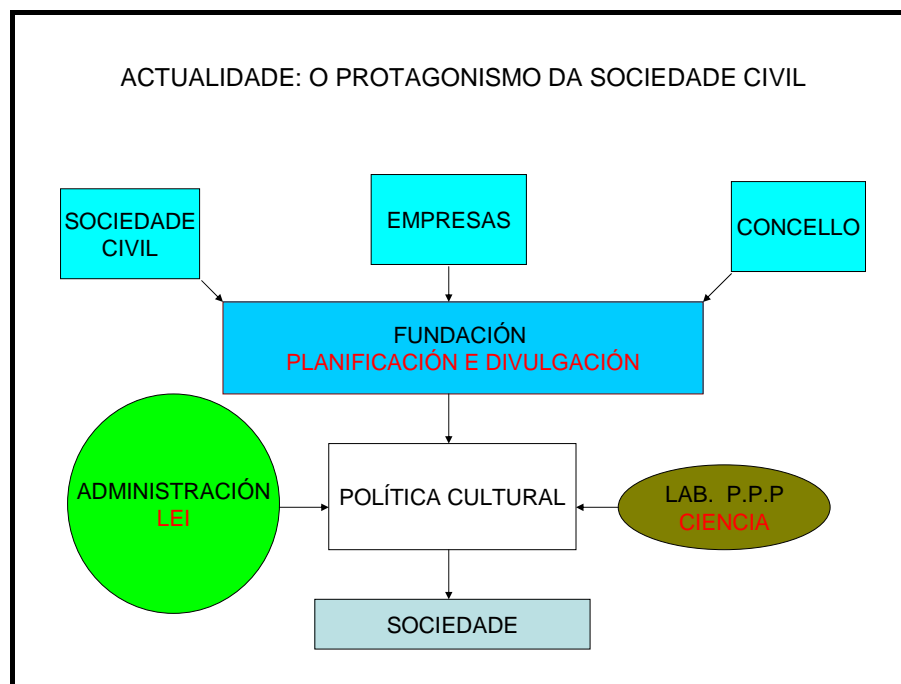 ACTUALIDADE: O PROTAGONISMO DA SOCIEDADE CIVIL
SOCIEDADE
CIVIL
EMPRESAS
CONCELLO
FUNDACIÓN
PLANIFICACIÓN E DIVULGACIÓN
ADMINISTRACIÓN
LEI
POLÍTICA CULTURAL
LAB. P.P.P
CIENCIA
SOCIEDADE